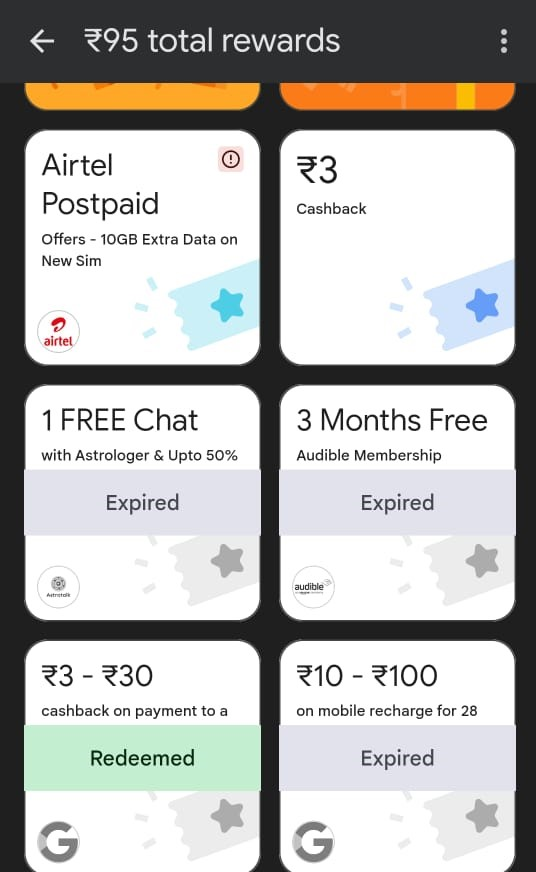 ₹95 total rewards
Airtel
Postpaid
Offers - 10GB Extra Data on
New Sim
airtel
₹3
Cashback
1 FREE Chat
with Astrologer & Upto 50%
Expired
Astrotalk
3 Months Free
Audible Membership
Expired
audible
₹3 - ₹30
cashback on payment to a
Redeemed
G
₹10 - ₹100
on mobile recharge for 28
Expired
G